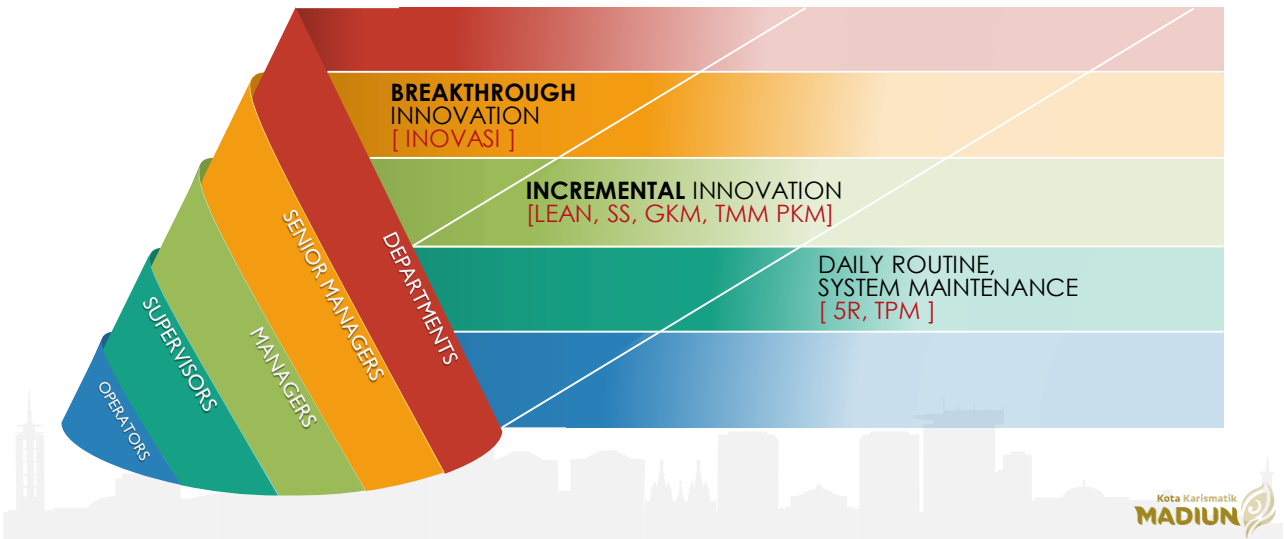 BREAKTHROUGH
INNOVATION
[ INOVASI ]
INCREMENTAL INNOVATION
[LEAN, SS, GKM, TMM PKM]
DAILY ROUTINE,
SYSTEM MAINTENANCE
[ 5R, TPM ]
DEPARTMENTS
SENIOR MANAGERS
MANAGERS
SUPERVISORS
OPERATORS
Kota Karismatik
MADIUN